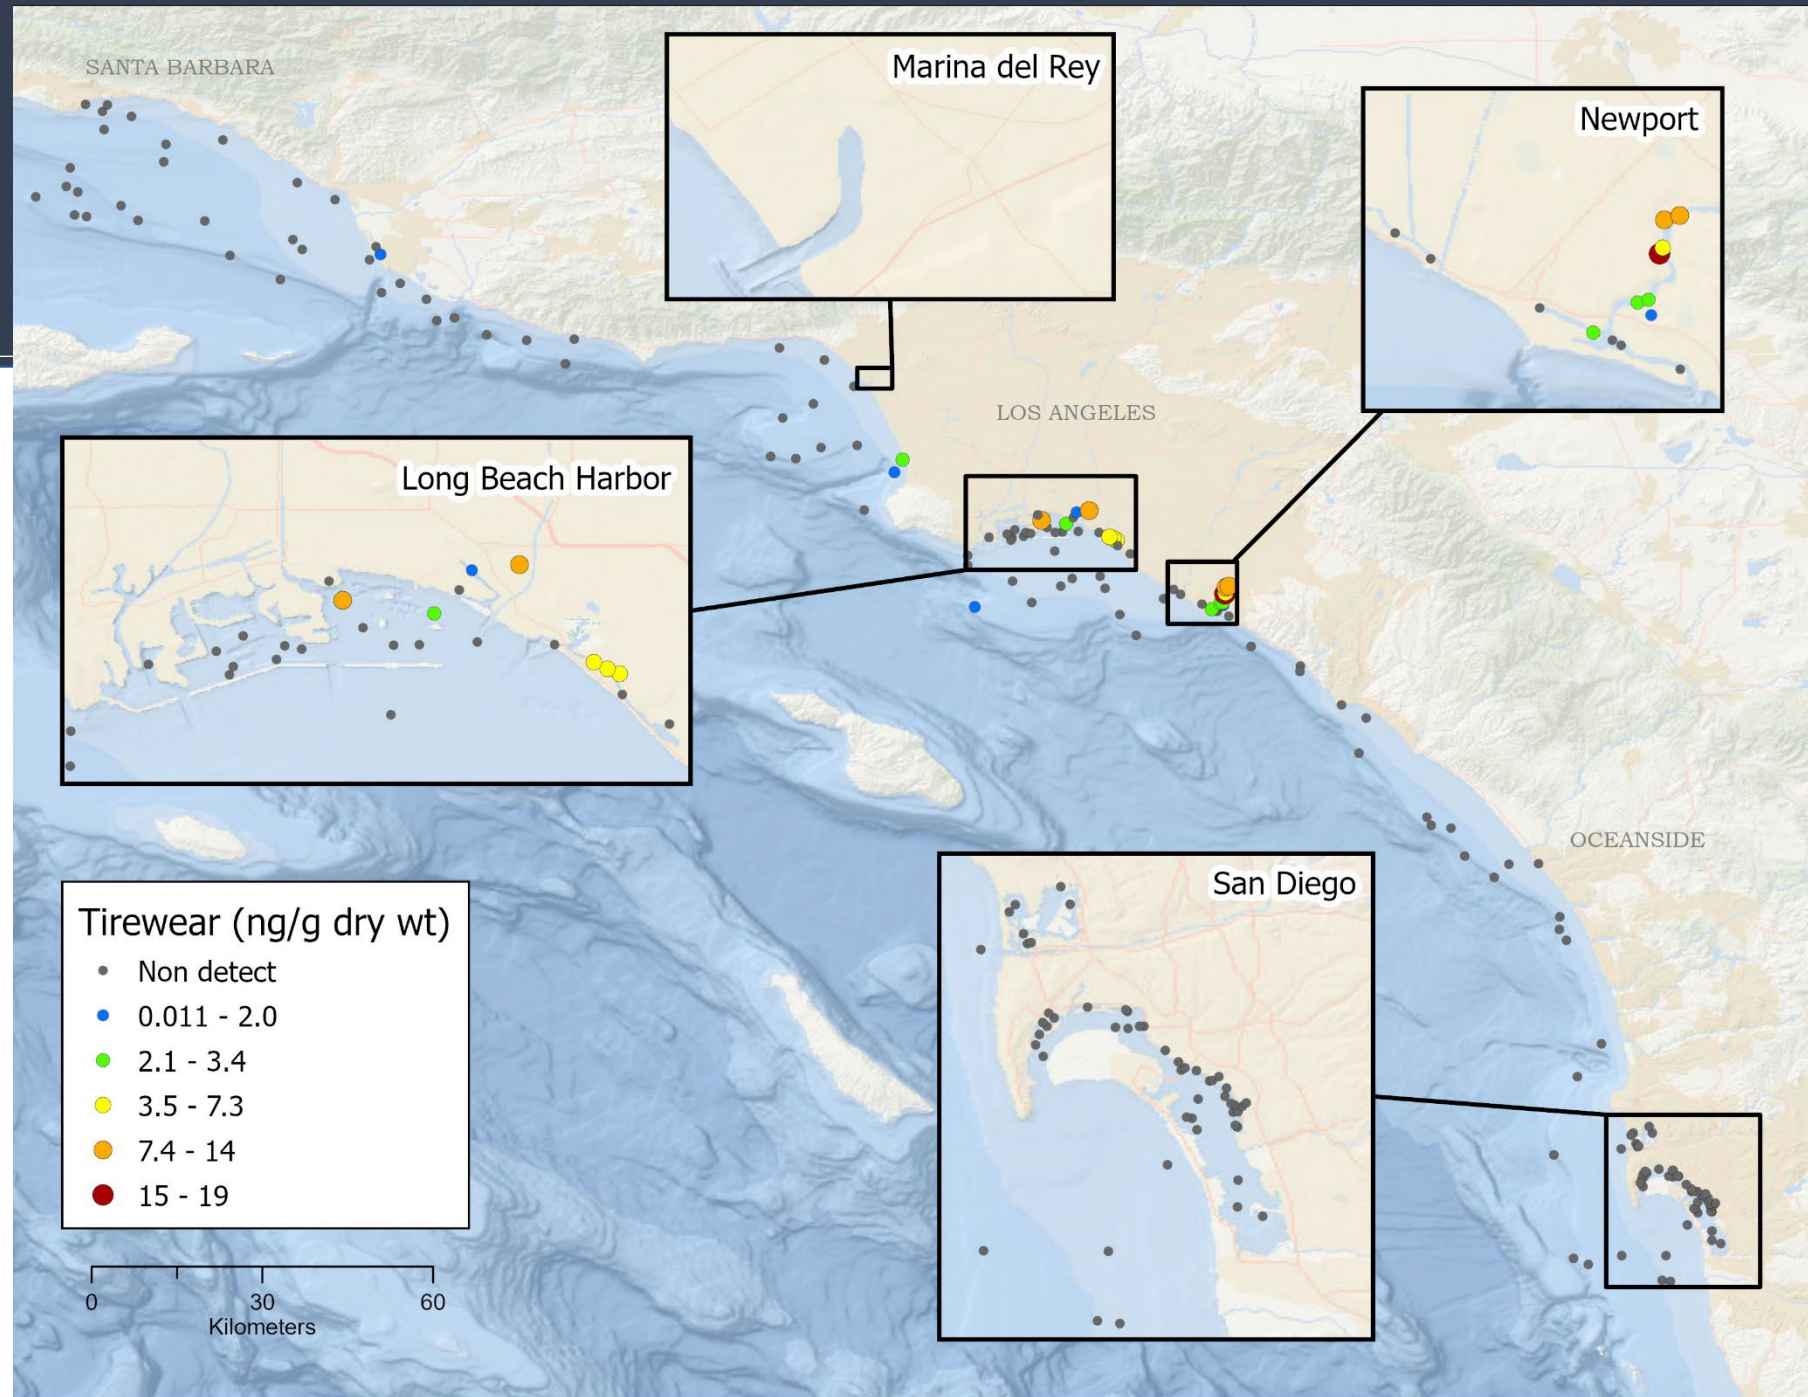 SANTA BARBARA
Marina del Rey
Newport
LOS ANGELES
Long Beach Harbor
OCEANSIDE
San Diego
Tirewear (ng/g dry wt)
Non detect
0.011 - 2.0
2.1 - 3.4
3.5 - 7.3
7.4 - 14
15 - 19
0 30 60
Kilometers